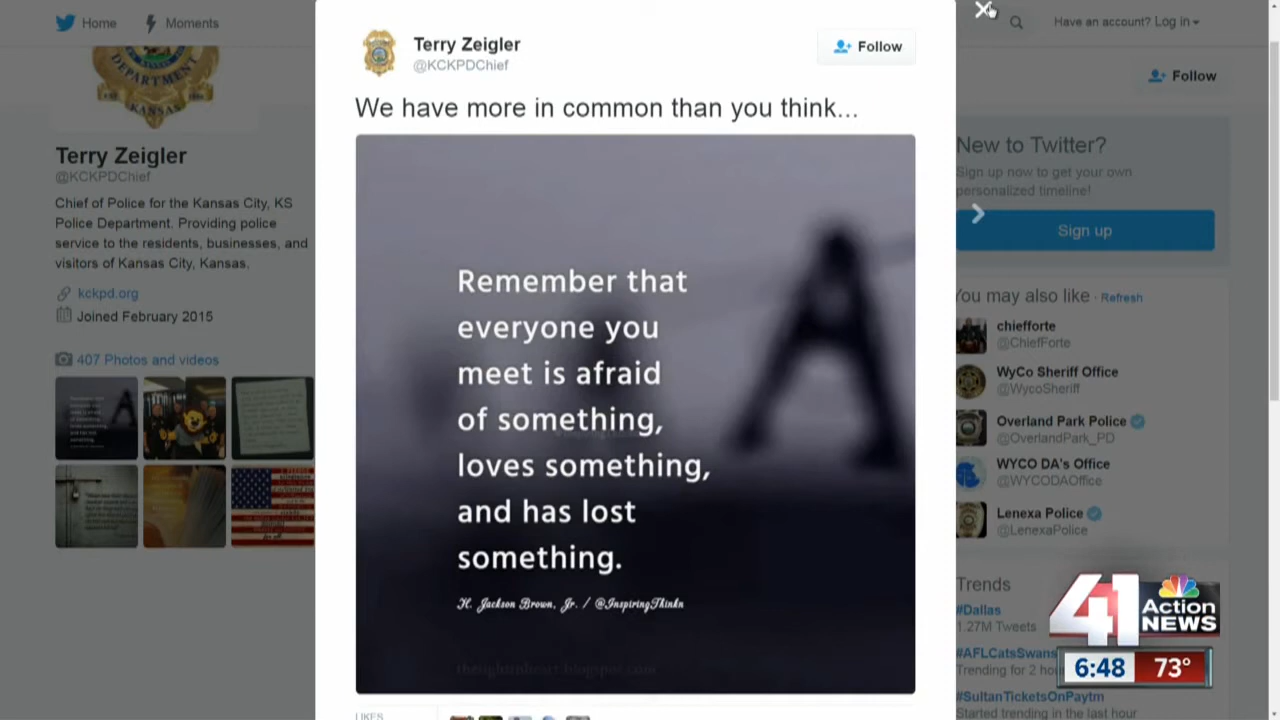 Home
Moments
Have an account? Log in
DEPARTMENT
KANSAS
Terry Zeigler
@KCKPDChief
Chief of Police for the Kansas City, KS
Police Department. Providing police
service to the residents, businesses, and
visitors of Kansas City, Kansas.
kckpd.org
Joined February 2015
407 Photos and videos
Terry Zeigler
@KCKPDChief
Follow
We have more in common than you think...
Remember that
everyone you
meet is afraid
of something,
loves something,
and has lost
something.
H. Jackson Brown, Jr. / @InspiringThinkn
LIKES
Follow
New to Twitter?
Sign up now to get your own
personalized timeline!
Sign up
You may also like · Refresh
chiefforte
@ChiefForte
WyCo Sheriff Office
@WycoSheriff
Overland Park Police
@OverlandPark_PD
WYCO DA's Office
@WYCODAOffice
Lenexa Police
@LenexaPolice
Trends
#Dallas
1.27M Tweets
#AFLCatsSwans
Trending for 2 hou
#SultanTicketsOnPaytm
Started trending in the last hour
41
Action
NEWS
6:48 73°